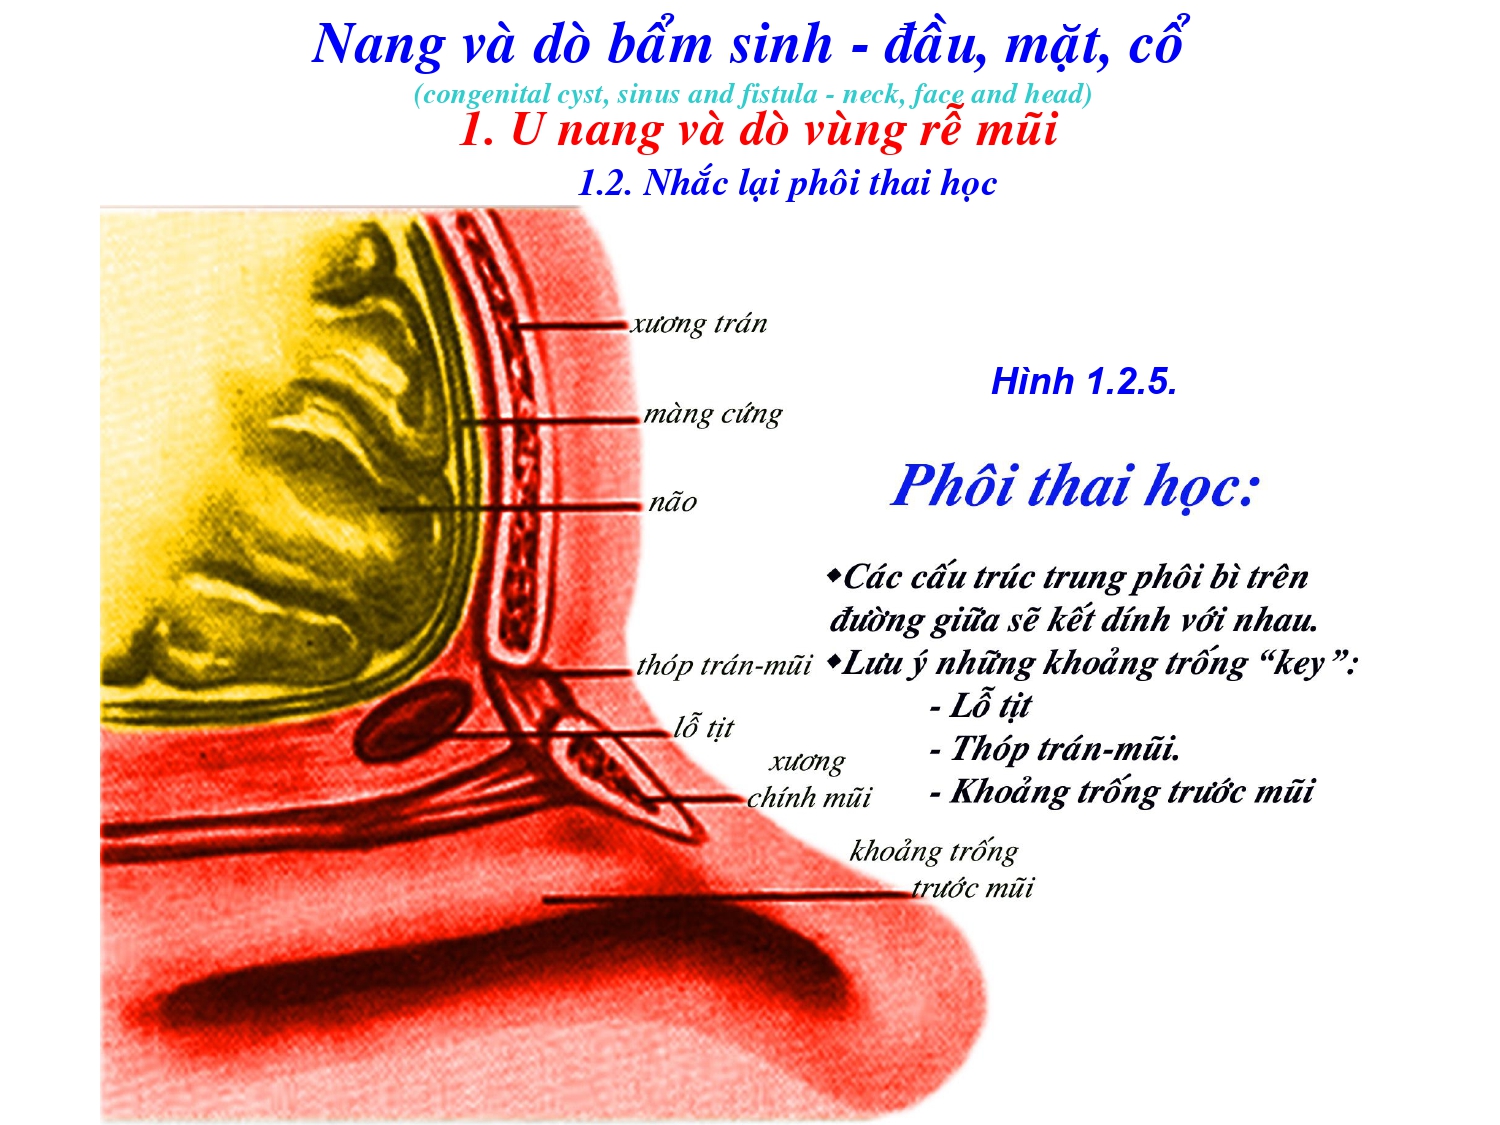 Nang và dò bẩm sinh - đầu, mặt, cổ
(congenital cyst, sinus and fistula - neck, face and head)
1. U nang và dò vùng rễ mũi
1.2. Nhắc lại phôi thai học
xương trán
màng cứng
não
thóp trán-mũi
lỗ tịt
xương
chính mũi
khoảng trống
trước mũi
Hình 1.2.5.
Phôi thai học:
◆Các cấu trúc trung phôi bì trên
đường giữa sẽ kết dính với nhau.
◆Lưu ý những khoảng trống “key”:
- Lỗ tịt
- Thóp trán-mũi.
- Khoảng trống trước mũi